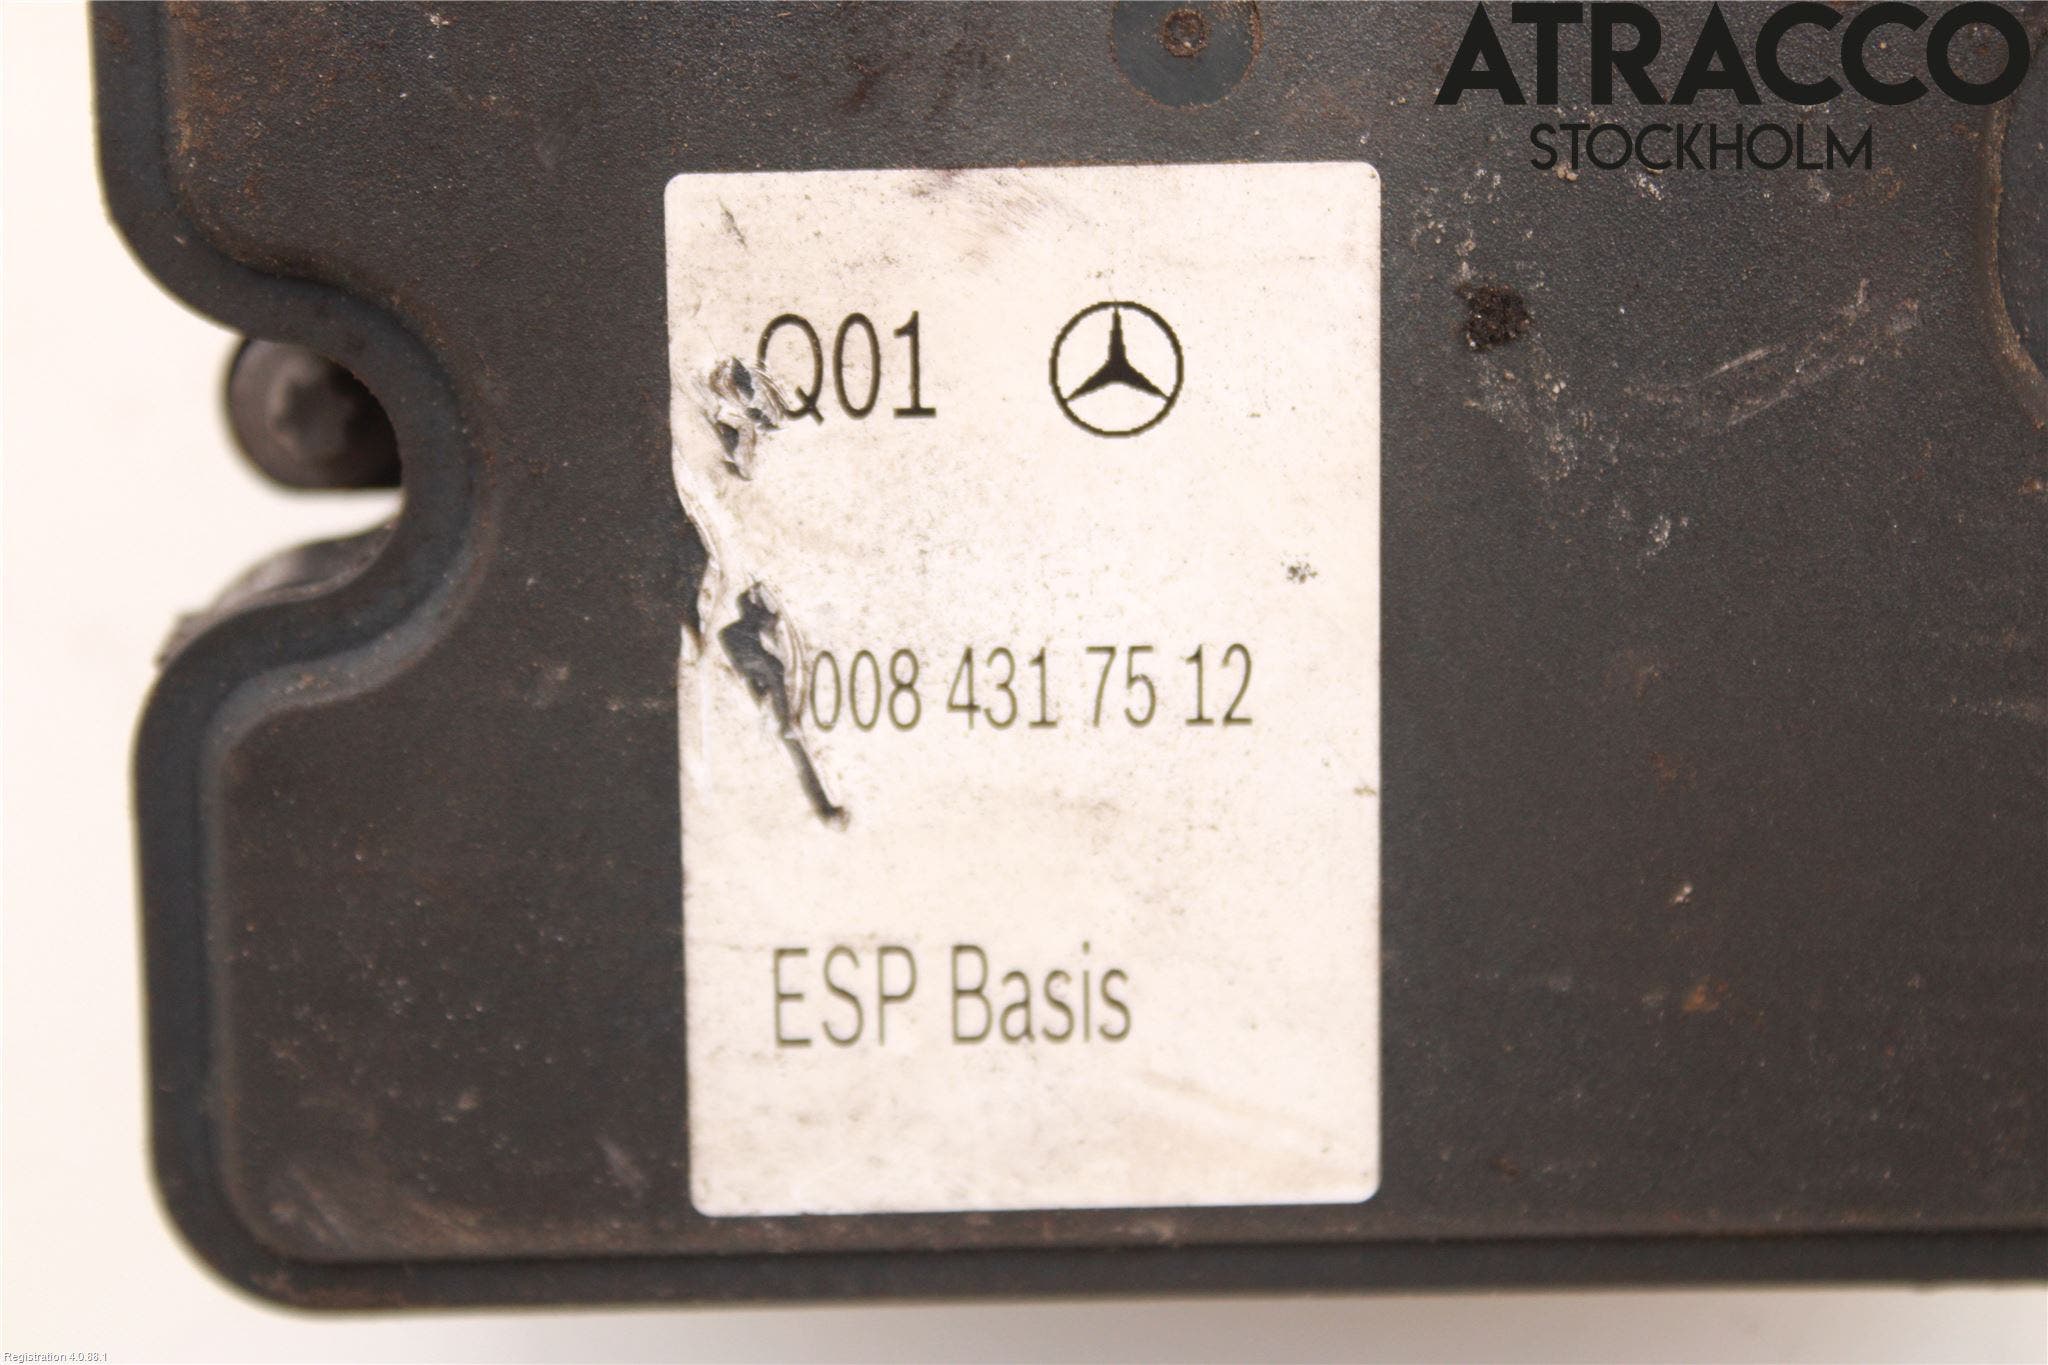 ATRACCO
STOCKHOLM
Q01
008 431 75 12
ESP Basis
Registration 4.0.88.1